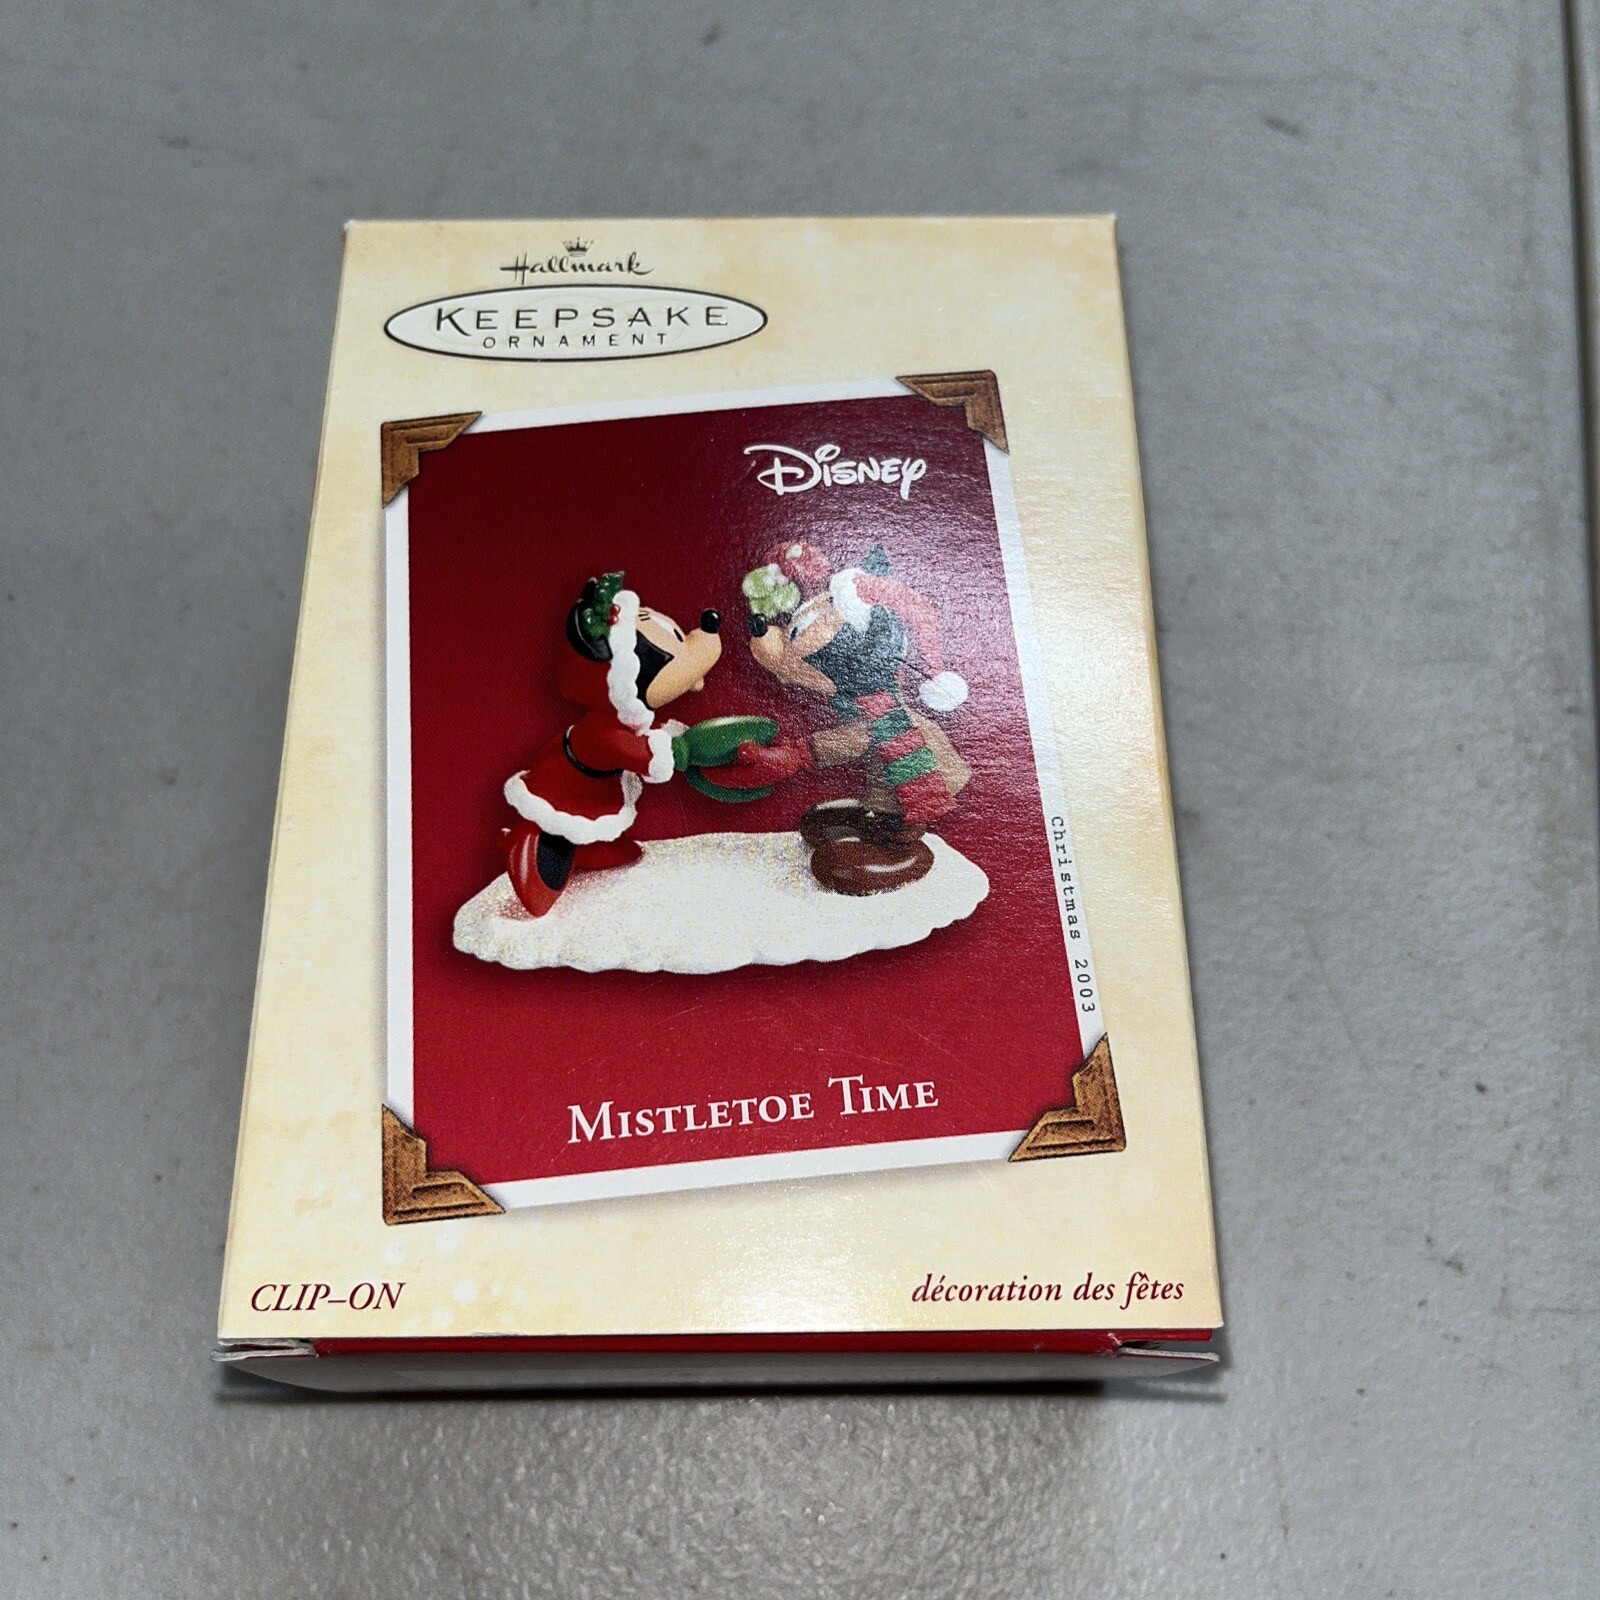 Hallmark
KEEPSAKE
ORNAMENT
Disney
Christmas 2003
MISTLETOE TIME
CLIP–ON
décoration des fêtes